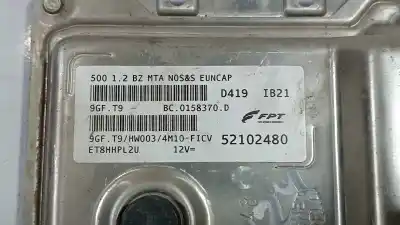 500 1.2 BZ MTA NOS&S EUNCAP
D419 IB21
9GF.T9 - BC.0158370.D
FPT
9GF.T9/HW003/4M10-FICV 52102480
ET8HHPL2U 12V=